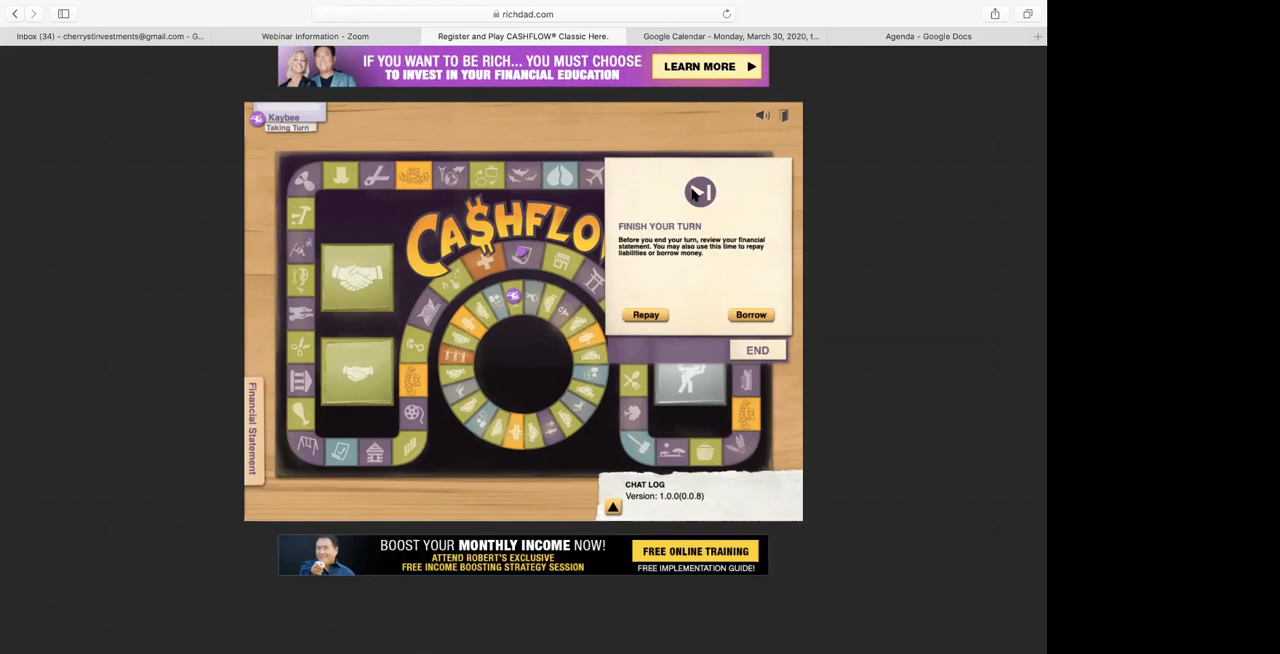 richdad.com
Inbox (34) - cherrystinvestments@gmail.com - G...
Webinar Information - Zoom
Register and Play CASHFLOW® Classic Here.
Google Calendar - Monday, March 30, 2020, t...
Agenda - Google Docs
IF YOU WANT TO BE RICH... YOU MUST CHOOSE
TO INVEST IN YOUR FINANCIAL EDUCATION
LEARN MORE
Kaybee
Taking Turn
CA$HFLO
FINISH YOUR TURN
Before you end your turn, review your financial
statement. You may also use this time to repay
liabilities or borrow money.
Repay
Borrow
END
Financial Statement
CHAT LOG
Version: 1.0.0(0.0.8)
BOOST YOUR MONTHLY INCOME NOW!
ATTEND ROBERT'S EXCLUSIVE
FREE INCOME BOOSTING STRATEGY SESSION
FREE ONLINE TRAINING
FREE IMPLEMENTATION GUIDE!